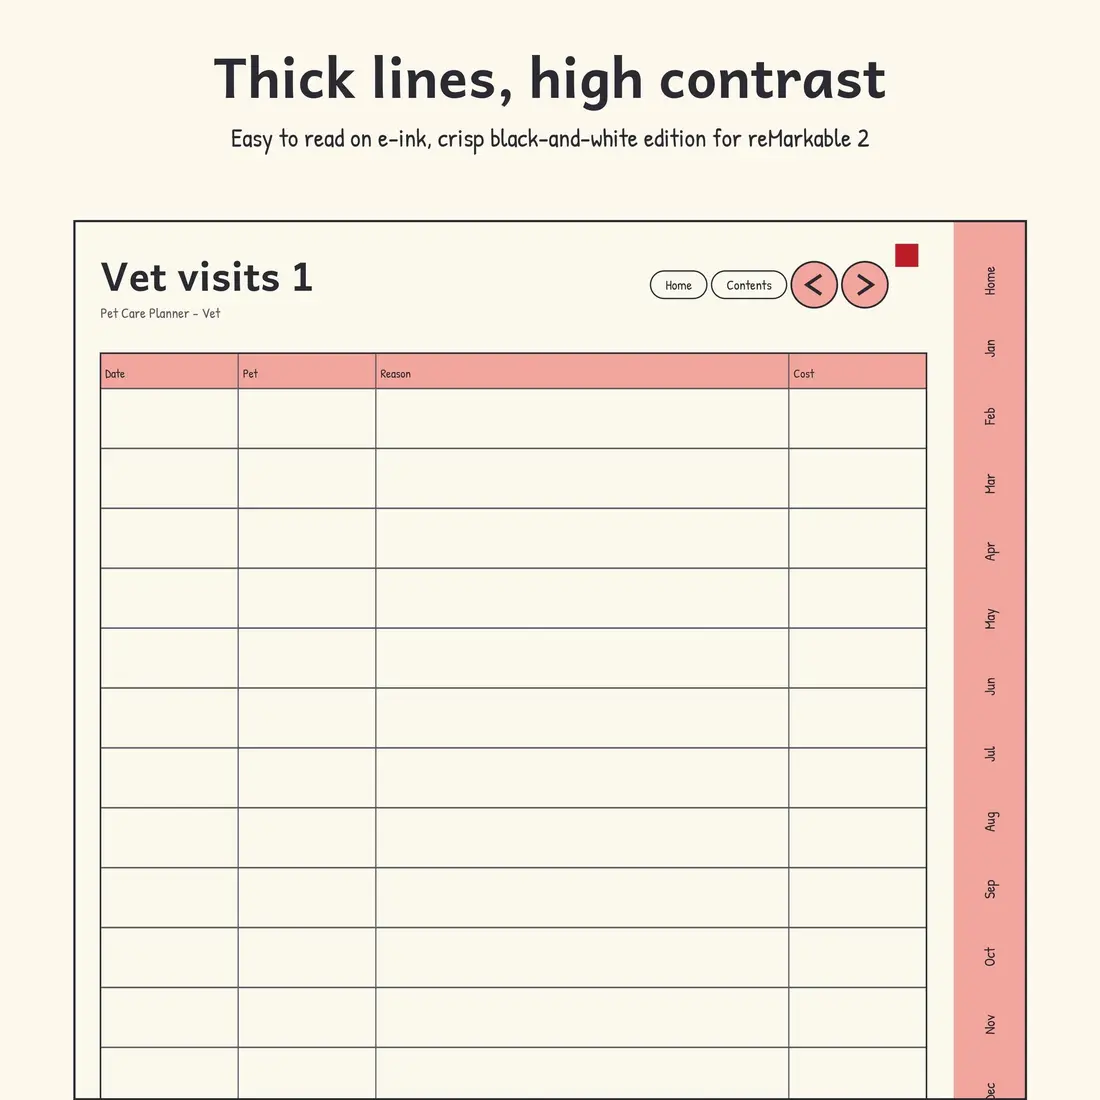 Thick lines, high contrast
Easy to read on e-ink, crisp black-and-white edition for reMarkable 2
Vet visits 1
Pet Care Planner - Vet
Home
Contents
<
>
Date
Pet
Reason
Cost
Home
Jan
Feb
Mar
Apr
May
Jun
Jul
Aug
Sep
Oct
Nov
Dec